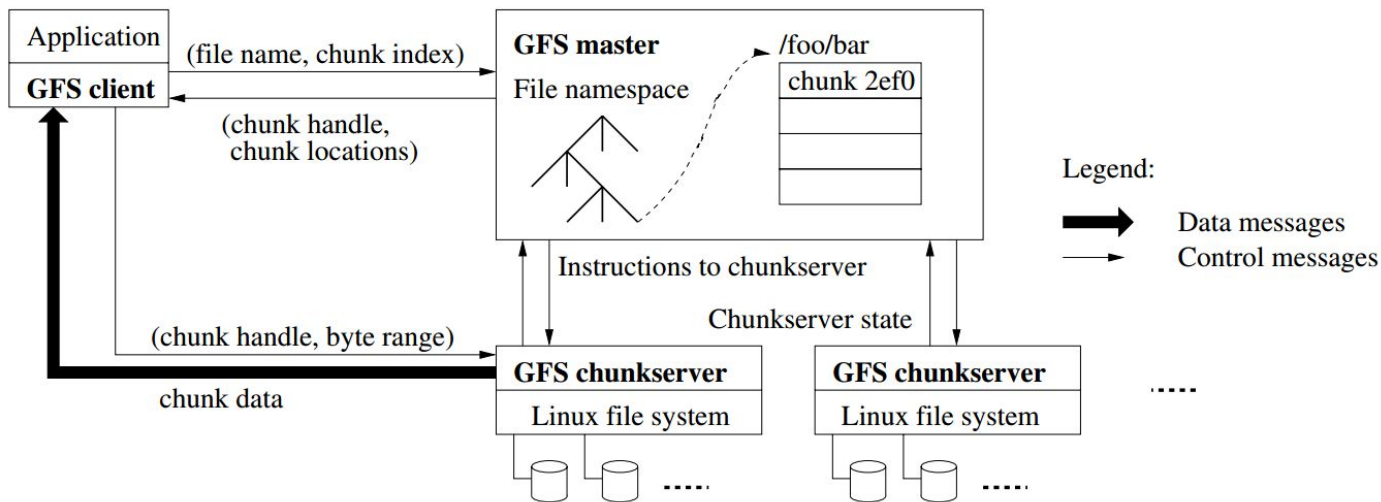 Application
GFS client
(file name, chunk index)
(chunk handle,
chunk locations)
GFS master
File namespace
/foo/bar
chunk 2ef0
Legend:
Data messages
Control messages
Instructions to chunkserver
Chunkserver state
(chunk handle, byte range)
chunk data
GFS chunkserver
Linux file system
GFS chunkserver
Linux file system